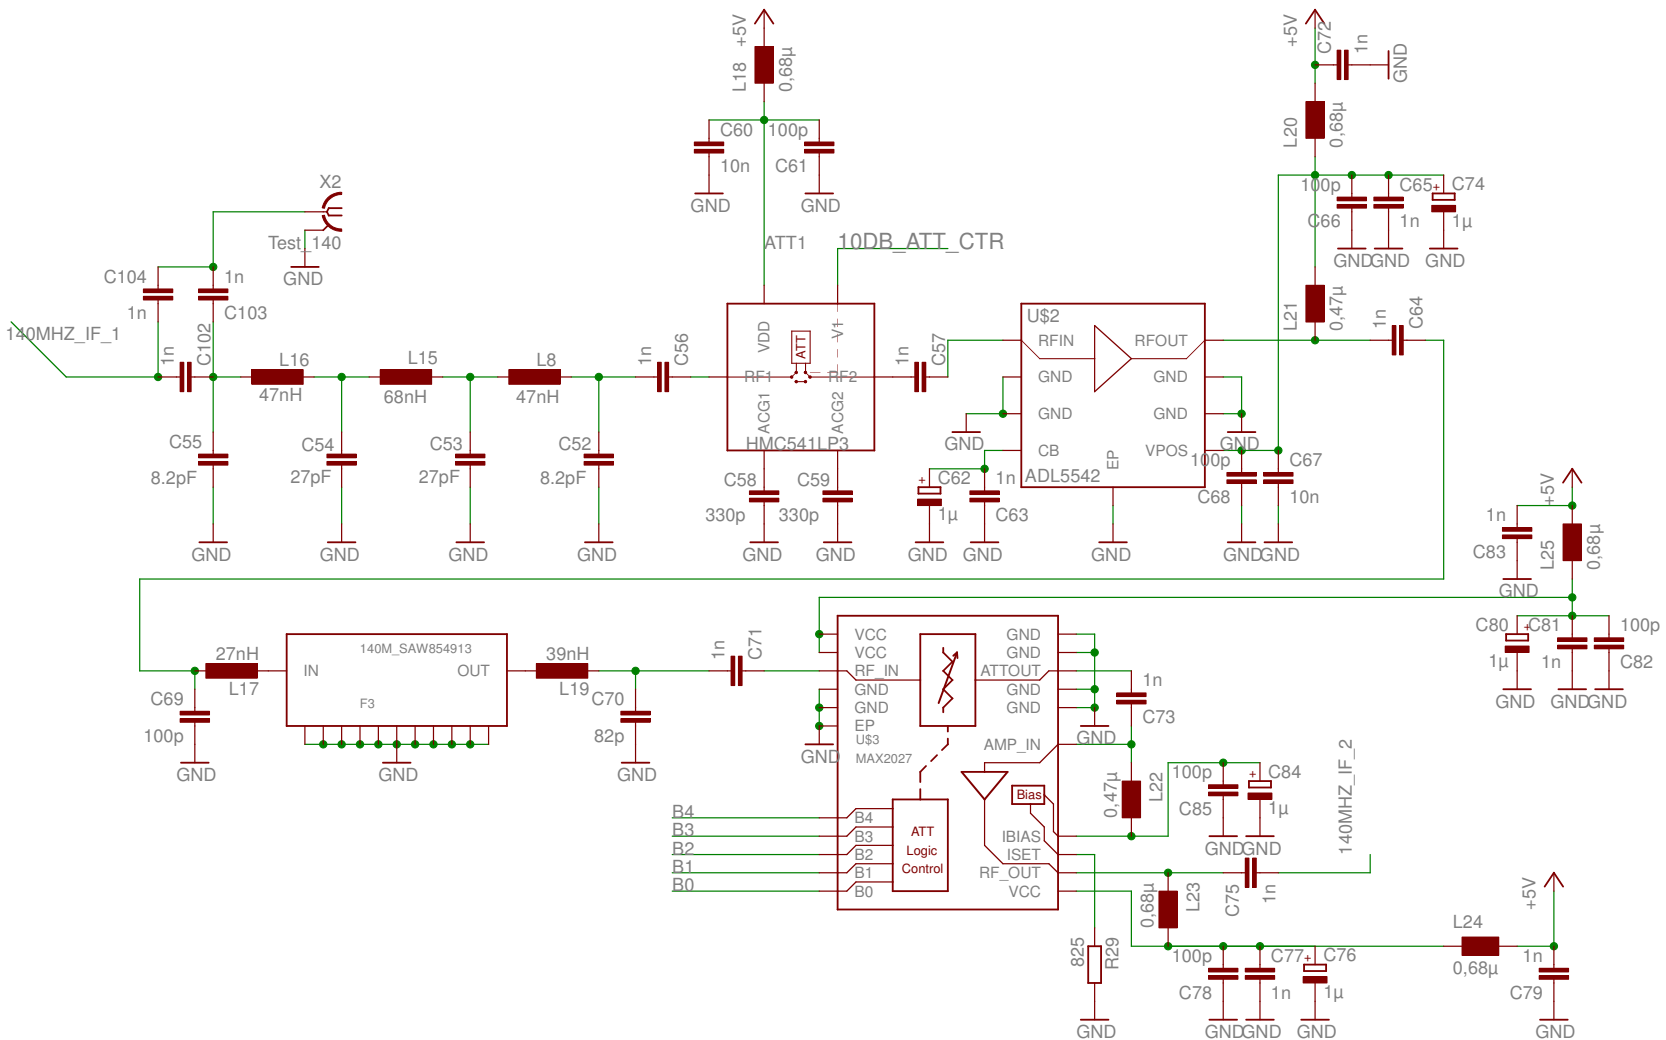 +5V
L18
0,68µ
C60
10n
100p
C61
GND
GND
+5V
C72
1n
GND
L20
0,68µ
100p
C66
C65
1n
+
C74
1µ
GND
GND
GND
X2
Test_140
GND
C104
1n
1n
C103
140MHZ_IF_1
1n
C102
L16
47nH
L15
68nH
L8
47nH
1n
C56
C55
8.2pF
C54
27pF
C53
27pF
C52
8.2pF
GND
GND
GND
GND
ATT1
10DB_ATT_CTR
VDD
V1
ATT
RF1
RF2
ACG1
ACG2
HMC541LP3
C58
330p
C59
330p
GND
GND
1n
C57
U$2
RFIN
RFOUT
GND
GND
GND
GND
CB
VPOS
EP
ADL5542
GND
GND
+
C62
1µ
1n
C63
GND
GND
GND
L21
0,47µ
1n
C64
100p
C68
C67
10n
GND
GND
+5V
1n
C83
L25
0,68µ
GND
C80
+
1µ
C81
1n
100p
C82
GND
GND
GND
27nH
L17
C69
100p
GND
140M_SAW854913
IN
OUT
F3
GND
39nH
L19
C70
82p
GND
1n
C71
VCC
VCC
RF_IN
GND
GND
EP
U$3
MAX2027
GND
GND
GND
ATTOUT
GND
GND
GND
AMP_IN
Bias
IBIAS
ISET
RF_OUT
VCC
ATT
Logic
Control
B4
B3
B2
B1
B0
B4
B3
B2
B1
B0
1n
C73
0,47µ
L22
100p
C85
+
C84
1µ
GND
GND
140MHZ_IF_2
C75
1n
0,68µ
L23
825
R29
GND
100p
C78
C77
1n
+
C76
1µ
GND
GND
GND
L24
0,68µ
+5V
1n
C79
GND